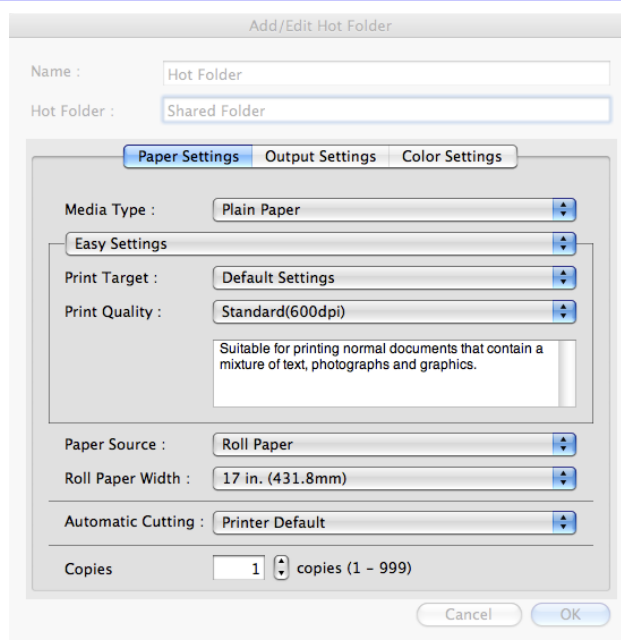 Add/Edit Hot Folder
Name : Hot Folder
Hot Folder : Shared Folder
Paper Settings Output Settings Color Settings
Media Type : Plain Paper
Easy Settings
Print Target : Default Settings
Print Quality : Standard(600dpi)
Suitable for printing normal documents that contain a
mixture of text, photographs and graphics.
Paper Source : Roll Paper
Roll Paper Width : 17 in. (431.8mm)
Automatic Cutting : Printer Default
Copies 1 copies (1 – 999)
Cancel OK